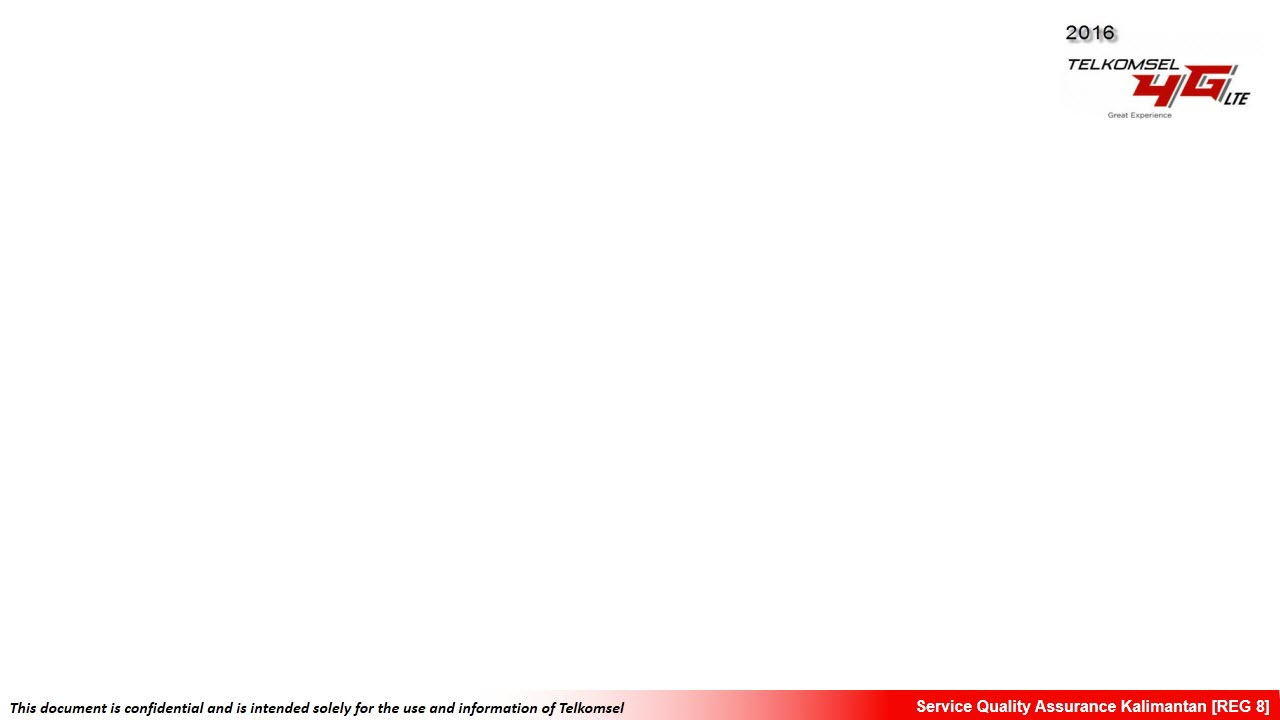 2016
TELKOMSEL
4G LTE
Great Experience
This document is confidential and is intended solely for the use and information of Telkomsel
Service Quality Assurance Kalimantan [REG 8]